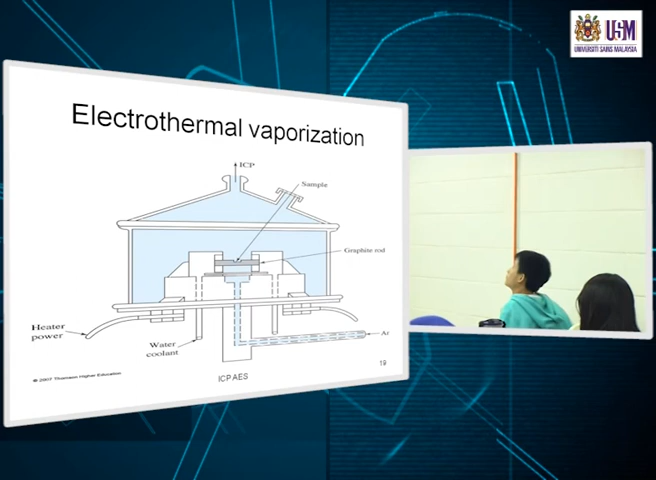 USM
UNIVERSITI SAINS MALAYSIA
Electrothermal vaporization
ICP
Sample
Graphite rod
Heater
power
Water
coolant
Ar
© 2007 Thomson Higher Education
ICP AES
19